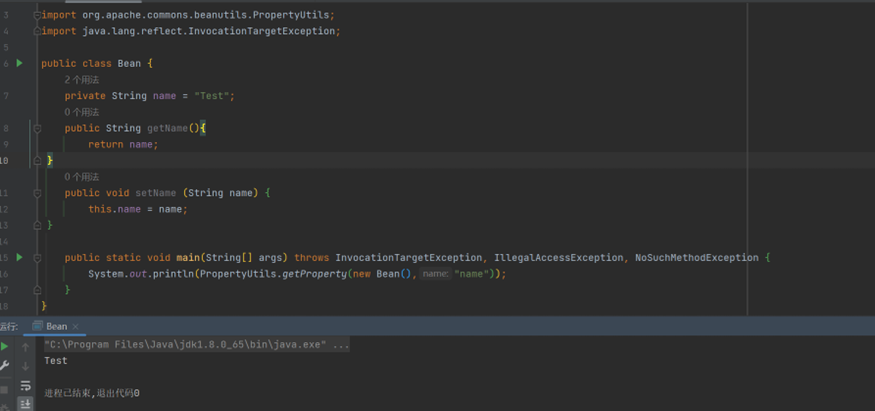 3 import org.apache.commons.beanutils.PropertyUtils;
4 import java.lang.reflect.InvocationTargetException;
5
6 public class Bean {
2 个用法
7 private String name = "Test";
0 个用法
8 public String getName(){
9 return name;
10 }
0 个用法
11 public void setName (String name) {
12 this.name = name;
13 }
14
15 public static void main(String[] args) throws InvocationTargetException, IllegalAccessException, NoSuchMethodException {
16 System.out.println(PropertyUtils.getProperty(new Bean(), name: "name"));
17 }
18 }
运行: Bean ×
"C:\Program Files\Java\jdk1.8.0_65\bin\java.exe" ...
Test
进程已结束,退出代码0